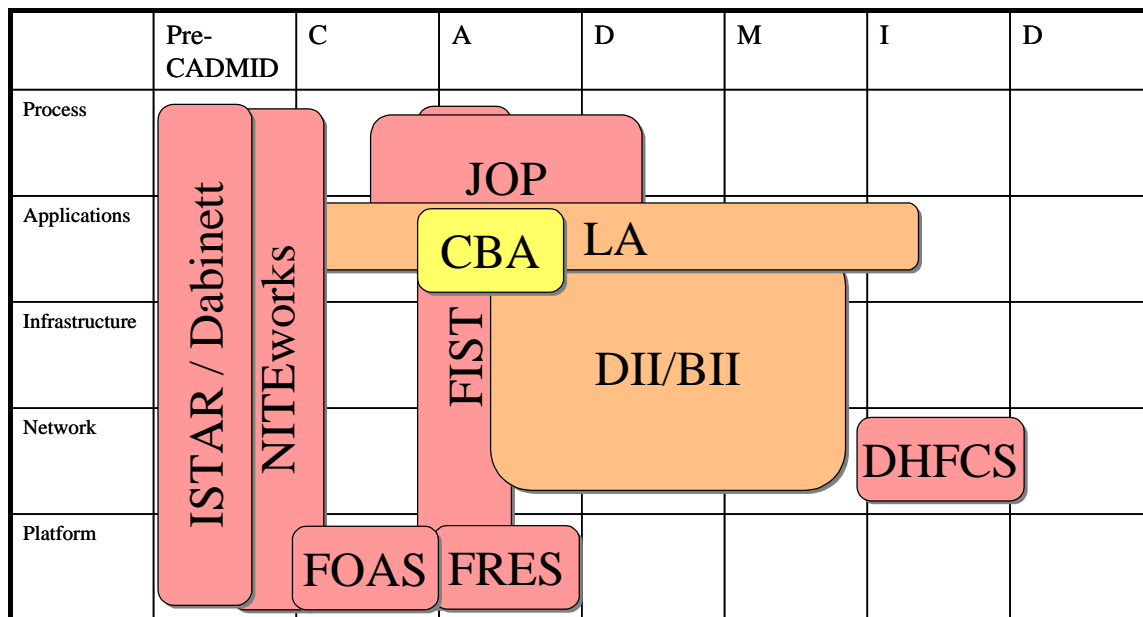 Pre-
CADMID
C
A
D
M
I
D
Process
JOP
Applications
LA
CBA
ISTAR / Dabinett
NITEworks
Infrastructure
FIST
DII/BII
Network
DHFCS
Platform
FOAS
FRES